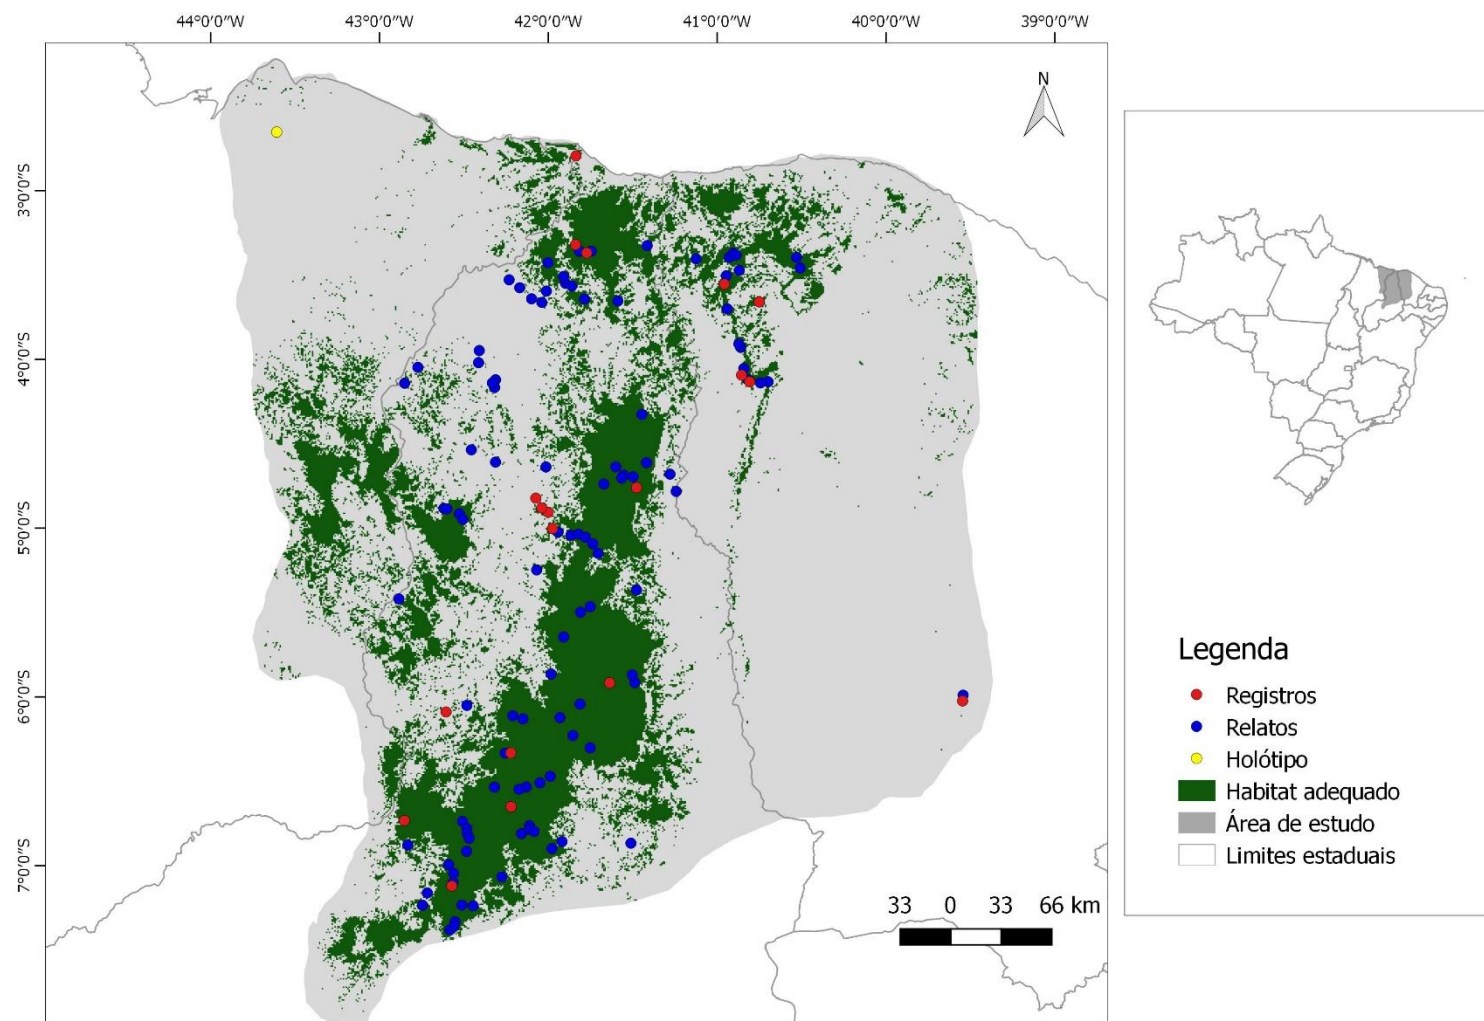 44°0'0"W 43°0'0"W 42°0'0"W 41°0'0"W 40°0'0"W 39°0'0"W
N
3°0'0"S
4°0'0"S
5°0'0"S
6°0'0"S
7°0'0"S
33 0 33 66 km
Legenda
Registros
Relatos
Holótipo
Habitat adequado
Área de estudo
Limites estaduais